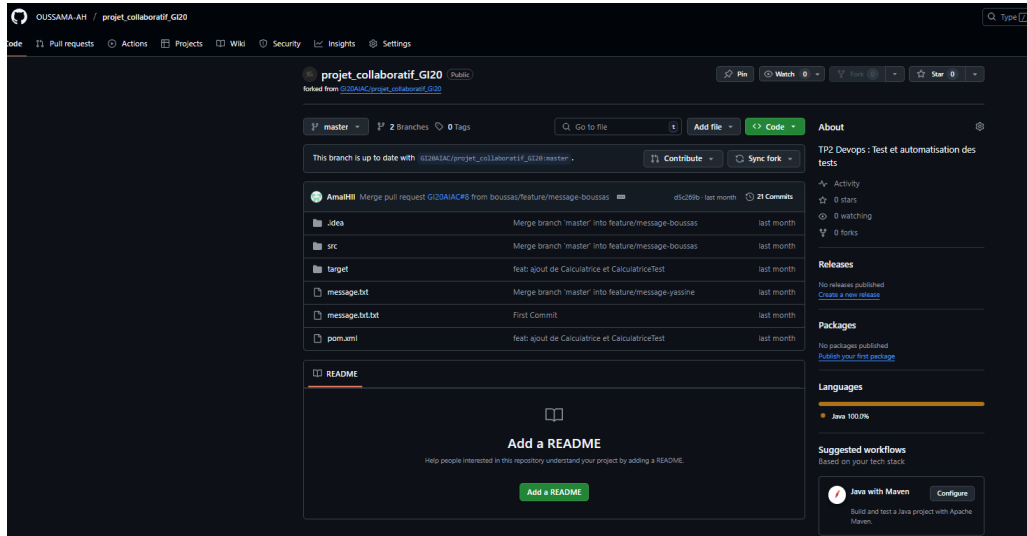 OUSSAMA-AH / projet_collaboratif_GI20
Type /
Code Pull requests Actions Projects Wiki Security Insights Settings
projet_collaboratif_GI20 Public
Pin Watch 0 Fork 0 Star 0
forked from GI20AIAC/projet_collaboratif_GI20
master 2 Branches 0 Tags Go to file t Add file Code
This branch is up to date with GI20AIAC/projet_collaboratif_GI20:master .
Contribute Sync fork
AmalHll Merge pull request GI20AIAC#8 from boussas/feature/message-boussas d5c269b · last month 21 Commits
.idea Merge branch 'master' into feature/message-boussas last month
src Merge branch 'master' into feature/message-boussas last month
target feat: ajout de Calculatrice et CalculatriceTest last month
message.txt Merge branch 'master' into feature/message-yassine last month
message.txt.txt First Commit last month
pom.xml feat: ajout de Calculatrice et CalculatriceTest last month
README
Add a README
Help people interested in this repository understand your project by adding a README.
Add a README
About
TP2 Devops : Test et automatisation des
tests
Activity
0 stars
0 watching
0 forks
Releases
No releases published
Create a new release
Packages
No packages published
Publish your first package
Languages
Java 100.0%
Suggested workflows
Based on your tech stack
Java with Maven Configure
Build and test a Java project with Apache
Maven.